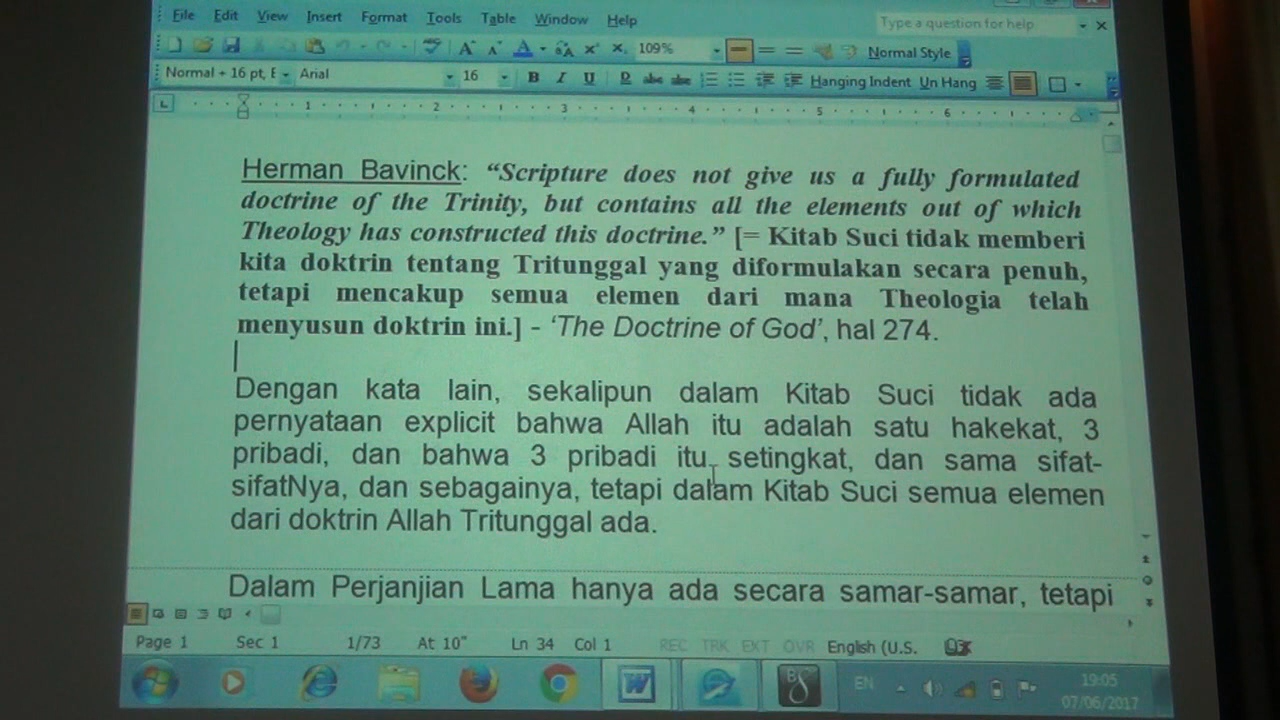 File Edit View Insert Format Tools Table Window Help
Type a question for help
109% Normal Style
Normal + 16 pt, E Arial 16 B I U Hanging Indent Un Hang
1 2 3 4 5 6
Herman Bavinck: “Scripture does not give us a fully formulated
doctrine of the Trinity, but contains all the elements out of which
Theology has constructed this doctrine.” [= Kitab Suci tidak memberi
kita doktrin tentang Tritunggal yang diformulakan secara penuh,
tetapi mencakup semua elemen dari mana Theologia telah
menyusun doktrin ini.] - ‘The Doctrine of God’, hal 274.
Dengan kata lain, sekalipun dalam Kitab Suci tidak ada
pernyataan explicit bahwa Allah itu adalah satu hakekat, 3
pribadi, dan bahwa 3 pribadi itu setingkat, dan sama sifat-
sifatNya, dan sebagainya, tetapi dalam Kitab Suci semua elemen
dari doktrin Allah Tritunggal ada.
Dalam Perjanjian Lama hanya ada secara samar-samar, tetapi
Page 1 Sec 1 1/73 At 10" Ln 34 Col 1 REC TRK EXT OVR English (U.S.
EN 19:05
07/06/2017